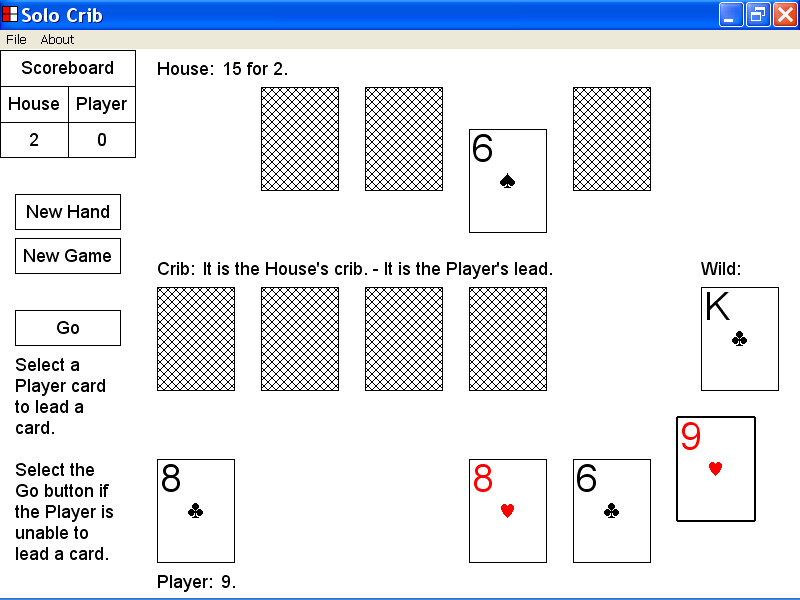 Solo Crib
File About
Scoreboard
House Player
2 0
New Hand
New Game
Go
Select a
Player card
to lead a
card.
Select the
Go button if
the Player is
unable to
lead a card.
House: 15 for 2.
6
Crib: It is the House's crib. - It is the Player's lead.
Wild:
K
8
8
6
9
Player: 9.